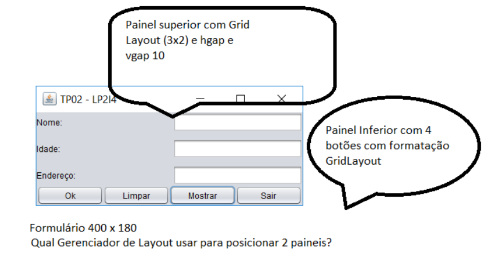 Painel superior com Grid
Layout (3x2) e hgap e
vgap 10
TP02 - LP2I4
Nome:
Idade:
Endereço:
Ok Limpar Mostrar Sair
Painel Inferior com 4
botões com formatação
GridLayout
Formulário 400 x 180
Qual Gerenciador de Layout usar para posicionar 2 paineis?